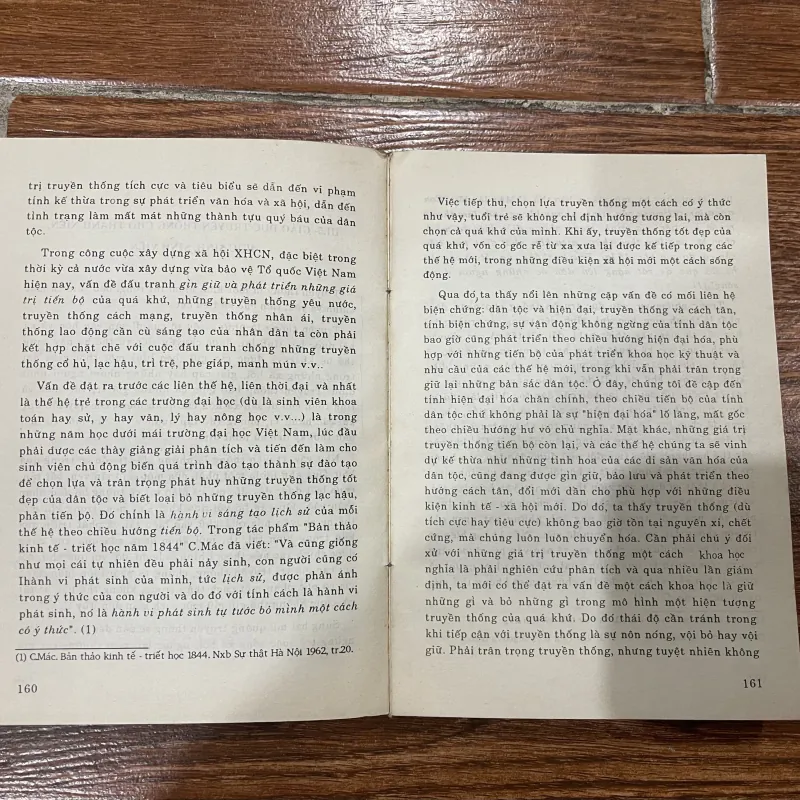 trị truyền thống tích cực và tiêu biểu sẽ dẫn đến vi phạm
tính kế thừa trong sự phát triển văn hóa và xã hội, dẫn đến
tình trạng làm mất mát những thành tựu quý báu của dân
tộc.
Trong công cuộc xây dựng xã hội XHCN, đặc biệt trong
thời kỳ cả nước vừa xây dựng vừa bảo vệ Tổ quốc Việt Nam
hiện nay, vấn đề đấu tranh gìn giữ và phát triển những giá
trị tiến bộ của quá khứ, những truyền thống yêu nước,
truyền thống cách mạng, truyền thống nhân ái, truyền
thống lao động cần cù sáng tạo của nhân dân ta còn phải
kết hợp chặt chẽ với cuộc đấu tranh chống những truyền
thống cổ hủ, lạc hậu, trì trệ, phe giáp, manh mún v.v..
Vấn đề đặt ra trước các liên thế hệ, liên thời đại và nhất
là thế hệ trẻ trong các trường đại học (dù là sinh viên khoa
toán hay sử, y hay văn, lý hay nông học v.v...) là trong
những năm học dưới mái trường đại học Việt Nam, lúc đầu
phải được các thày giảng giải phân tích và tiến đến làm cho
sinh viên chủ động biến quá trình đào tạo thành sự đào tạo
để chọn lựa và trân trọng phát huy những truyền thống tốt
đẹp của dân tộc và biết loại bỏ những truyền thống lạc hậu,
phản tiến bộ. Đó chính là hành vi sáng tạo lịch sử của mỗi
thế hệ theo chiều hướng tiến bộ. Trong tác phẩm "Bản thảo
kinh tế - triết học năm 1844" C.Mác đã viết: "Và cũng giống
như mọi cái tự nhiên đều phải nảy sinh, con người cũng có
Ihành vi phát sinh của mình, tức lịch sử, được phản ánh
trong ý thức của con người và do đó với tính cách là hành vi
phát sinh, nó là hành vi phát sinh tự tước bỏ mình một cách
có ý thức". (1)
(1) C.Mác. Bản thảo kinh tế - triết học 1844. Nxb Sự thật Hà Nội 1962, tr.20.
160
Việc tiếp thu, chọn lựa truyền thống một cách có ý thức
như vậy, tuổi trẻ sẽ không chỉ định hướng tương lai, mà còn
chọn cả quá khứ của mình. Khi ấy, truyền thống tốt đẹp của
quá khứ, vốn có gốc rễ từ xa xưa lại được kế tiếp trong các
thế hệ mới, trong những điều kiện xã hội mới một cách sống
động.
Qua đó, ta thấy nổi lên những cặp vấn đề có mối liên hệ
biện chứng: dân tộc và hiện đại, truyền thống và cách tân,
tính biện chứng, sự vận động không ngừng của tính dân tộc
bao giờ cũng phát triển theo chiều hướng hiện đại hóa, phù
hợp với những tiến bộ của phát triển khoa học kỹ thuật và
nhu cầu của các thế hệ mới, trong khi vẫn phải trân trọng
giữ lại những bản sắc dân tộc. Ở đây, chúng tôi đề cập đến
tính hiện đại hóa chân chính, theo chiều tiến bộ của tính
dân tộc chứ không phải là sự "hiện đại hóa" lố lăng, mất gốc
theo chiều hướng hư vô chủ nghĩa. Mặt khác, những giá trị
truyền thống tiến bộ còn lại, và các thế hệ chúng ta sẽ vinh
dự kế thừa như những tinh hoa của các di sản văn hóa của
dân tộc, cũng đang được gìn giữ, bảo lưu và phát triển theo
hướng cách tân, đổi mới dần cho phù hợp với những điều
kiện kinh tế - xã hội mới. Do đó, ta thấy truyền thống (dù
tích cực hay tiêu cực) không bao giờ tồn tại nguyên xi, chết
cứng, mà chúng luôn luôn chuyển hóa. Cần phải chú ý đối
xử với những giá trị truyền thống một cách khoa học
nghĩa là phải nghiên cứu phân tích và qua nhiều lần giám
định, ta mới có thể đặt ra vấn đề một cách khoa học là giữ
những gì và bỏ những gì trong mô hình một hiện tượng
truyền thống của quá khứ. Do đó thái độ cần tránh trong
khi tiếp cận với truyền thống là sự nôn nóng, vội bỏ hay vội
giữ. Phải trân trọng truyền thống, nhưng tuyệt nhiên không
161